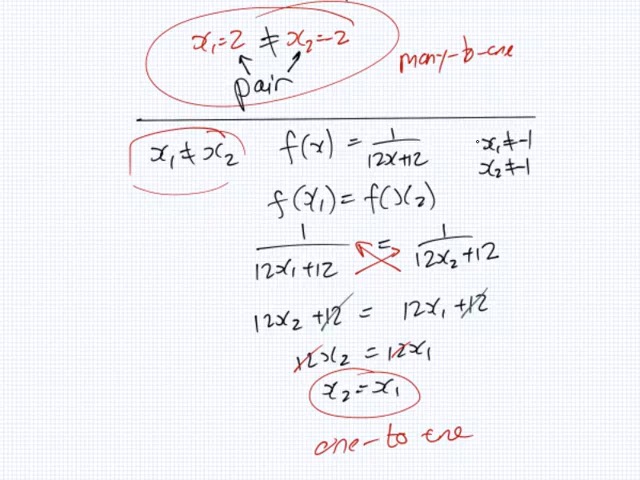 x₁=2 ≠ x₂=-2
pair
many-to-one
x₁ ≠ x₂
f(x) = 1/(12x+12)
·x₁ ≠ -1
x₂ ≠ -1
f(x₁) = f(x₂)
1/(12x₁+12) = 1/(12x₂+12)
12x₂ +12 = 12x₁ +12
12x₂ = 12x₁
x₂ = x₁
one-to one